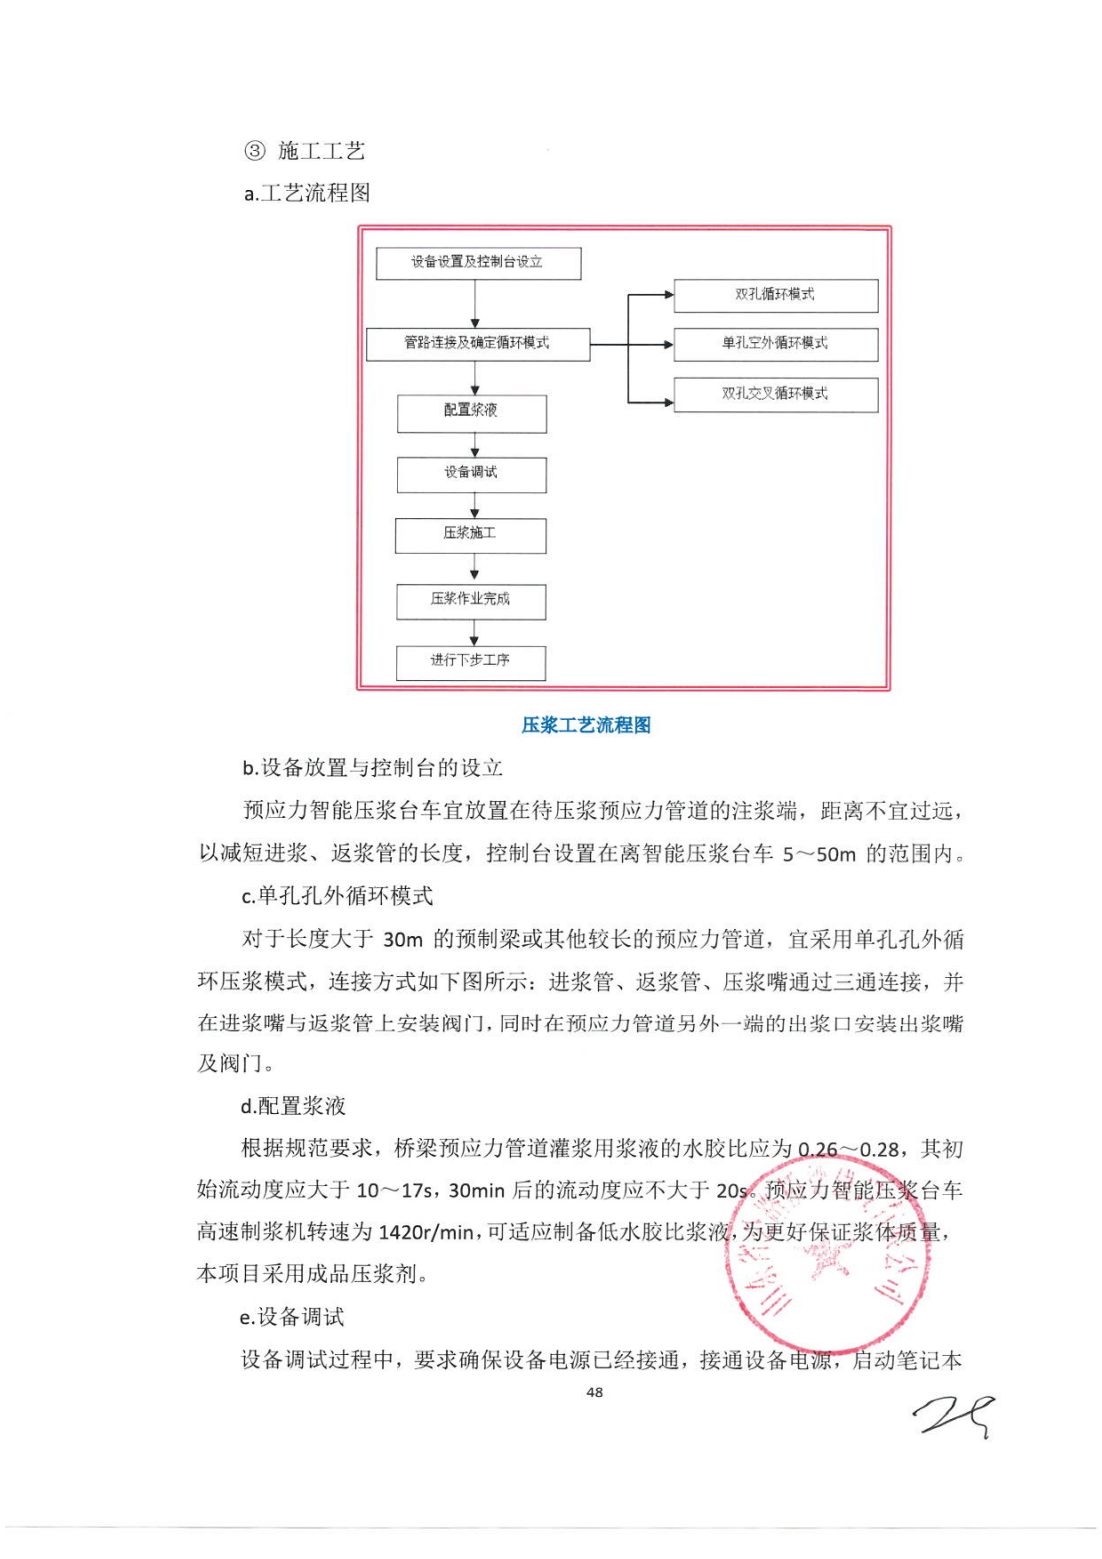 ③ 施工工艺
a.工艺流程图
设备设置及控制台设立
双孔循环模式
管路连接及确定循环模式
单孔空外循环模式
双孔交叉循环模式
配置浆液
设备调试
压浆施工
压浆作业完成
进行下步工序
压浆工艺流程图
b.设备放置与控制台的设立
预应力智能压浆台车宜放置在待压浆预应力管道的注浆端，距离不宜过远，
以减短进浆、返浆管的长度，控制台设置在离智能压浆台车 5～50m 的范围内。
c.单孔孔外循环模式
对于长度大于 30m 的预制梁或其他较长的预应力管道，宜采用单孔孔外循
环压浆模式，连接方式如下图所示：进浆管、返浆管、压浆嘴通过三通连接，并
在进浆嘴与返浆管上安装阀门，同时在预应力管道另外一端的出浆口安装出浆嘴
及阀门。
d.配置浆液
根据规范要求，桥梁预应力管道灌浆用浆液的水胶比应为 0.26～0.28，其初
始流动度应大于 10～17s，30min 后的流动度应不大于 20s。预应力智能压浆台车
高速制浆机转速为 1420r/min，可适应制备低水胶比浆液，为更好保证浆体质量，
本项目采用成品压浆剂。
e.设备调试
设备调试过程中，要求确保设备电源已经接通，接通设备电源，启动笔记本
48